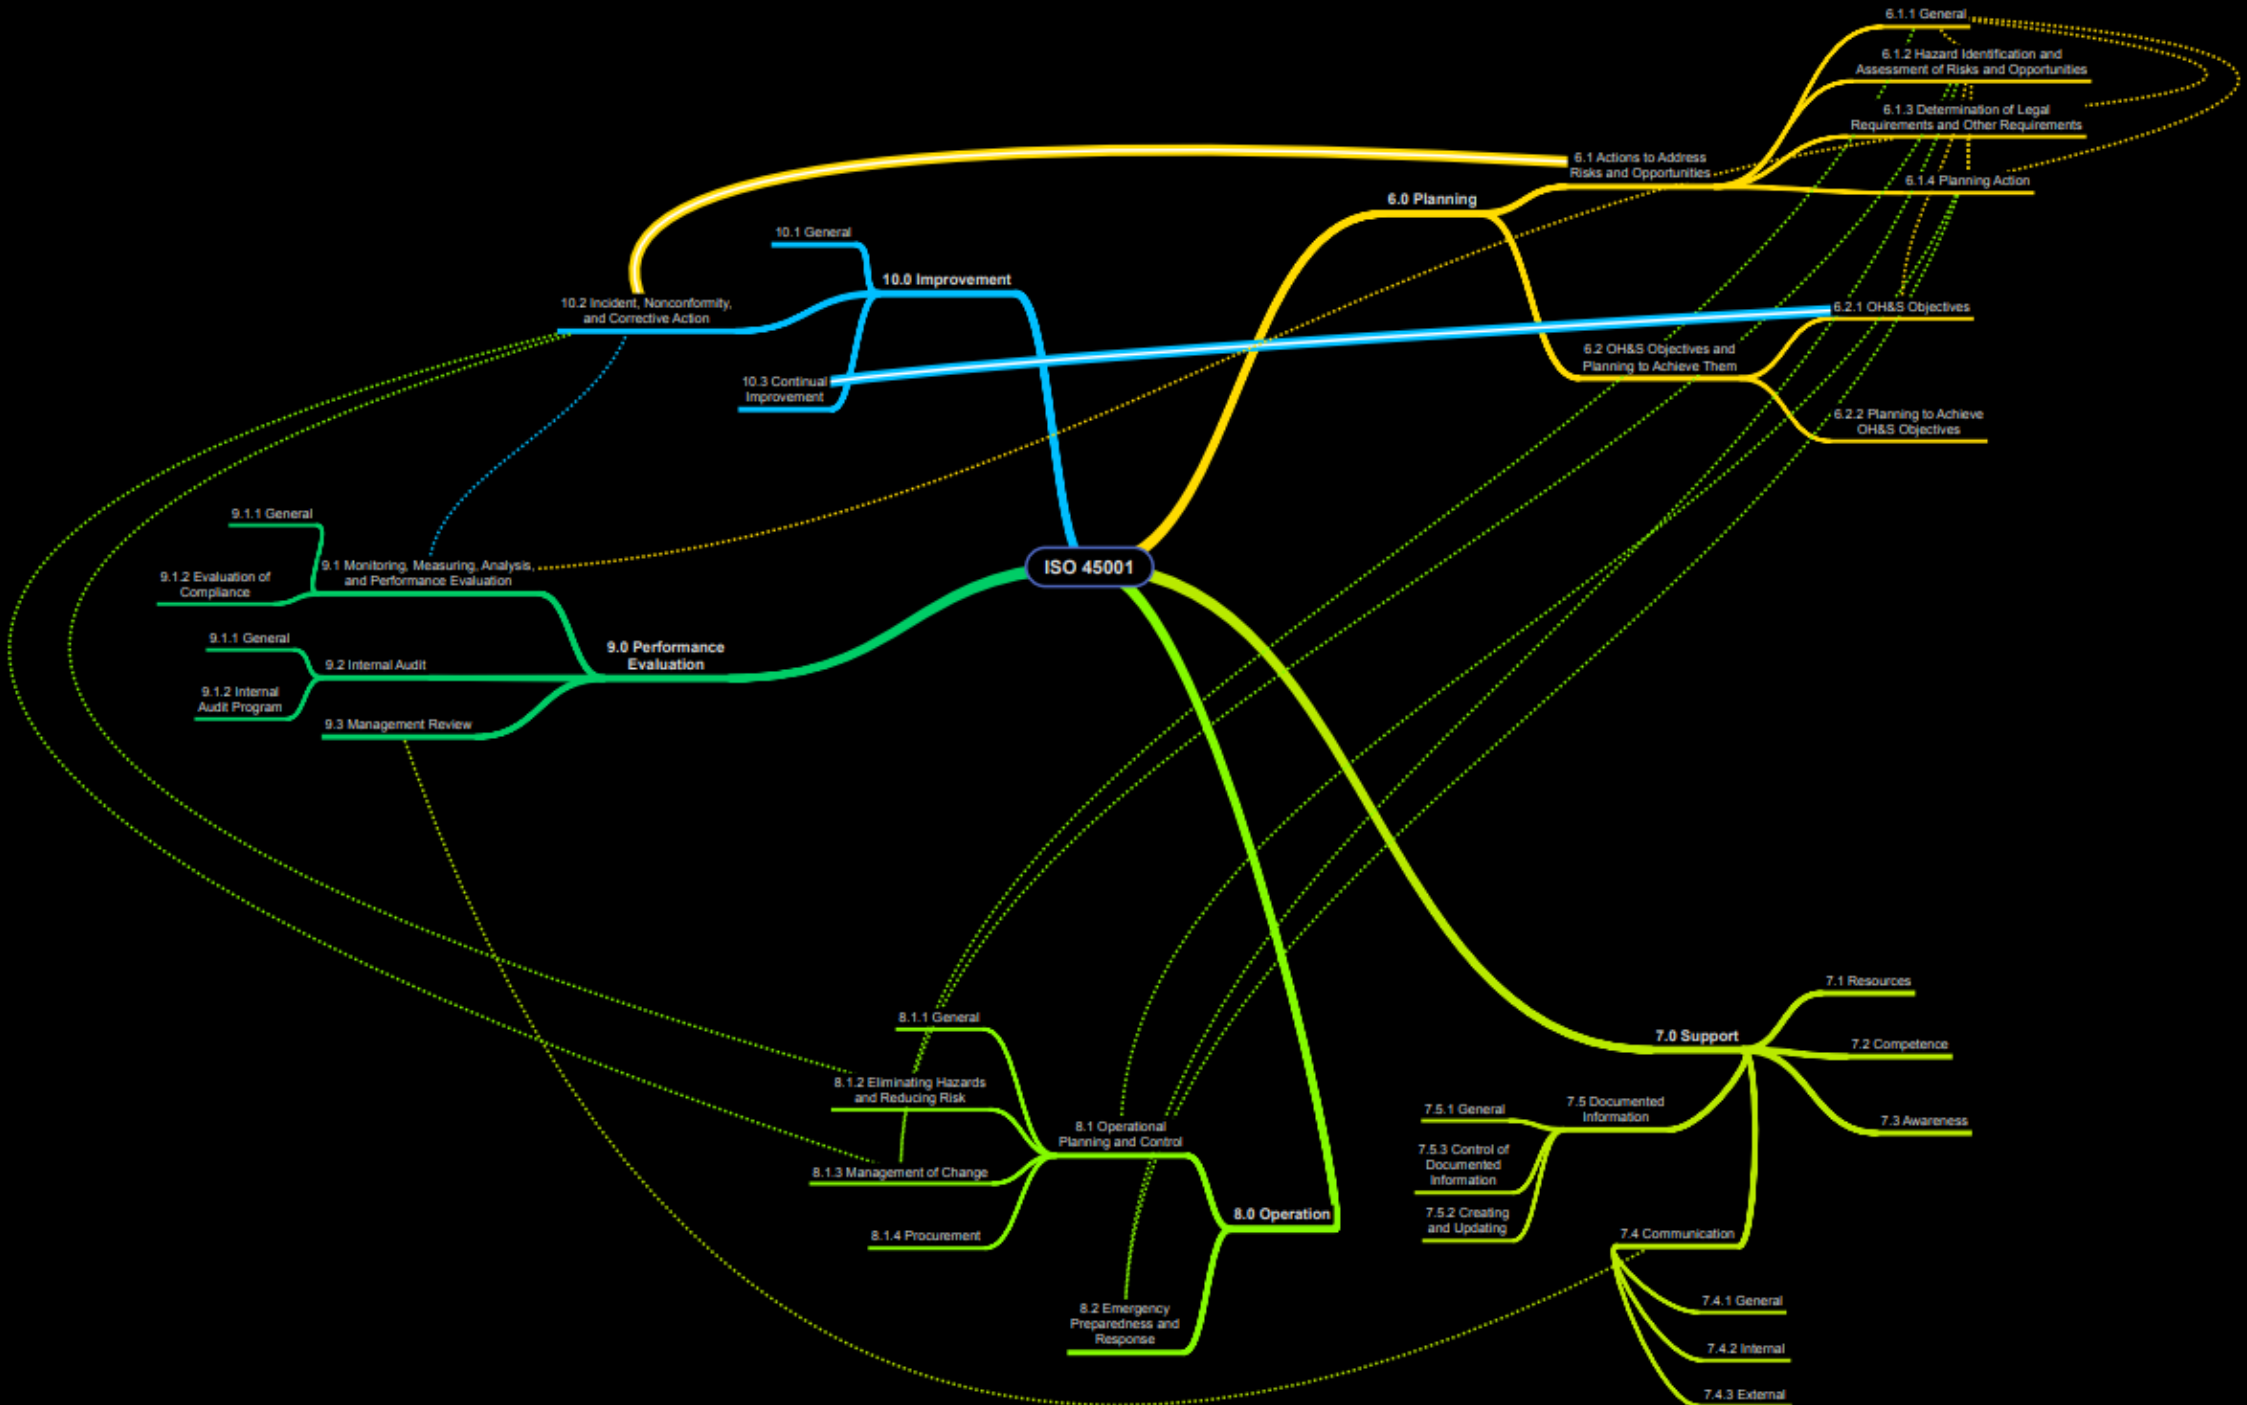 ISO 45001
6.0 Planning
6.1 Actions to Address
Risks and Opportunities
6.1.1 General
6.1.2 Hazard Identification and
Assessment of Risks and Opportunities
6.1.3 Determination of Legal
Requirements and Other Requirements
6.1.4 Planning Action
6.2 OH&S Objectives and
Planning to Achieve Them
6.2.1 OH&S Objectives
6.2.2 Planning to Achieve
OH&S Objectives
7.0 Support
7.1 Resources
7.2 Competence
7.3 Awareness
7.4 Communication
7.4.1 General
7.4.2 Internal
7.4.3 External
7.5 Documented
Information
7.5.1 General
7.5.3 Control of
Documented
Information
7.5.2 Creating
and Updating
8.0 Operation
8.1 Operational
Planning and Control
8.1.1 General
8.1.2 Eliminating Hazards
and Reducing Risk
8.1.3 Management of Change
8.1.4 Procurement
8.2 Emergency
Preparedness and
Response
9.0 Performance
Evaluation
9.1 Monitoring, Measuring, Analysis,
and Performance Evaluation
9.1.1 General
9.1.2 Evaluation of
Compliance
9.2 Internal Audit
9.1.1 General
9.1.2 Internal
Audit Program
9.3 Management Review
10.0 Improvement
10.1 General
10.2 Incident, Nonconformity,
and Corrective Action
10.3 Continual
Improvement